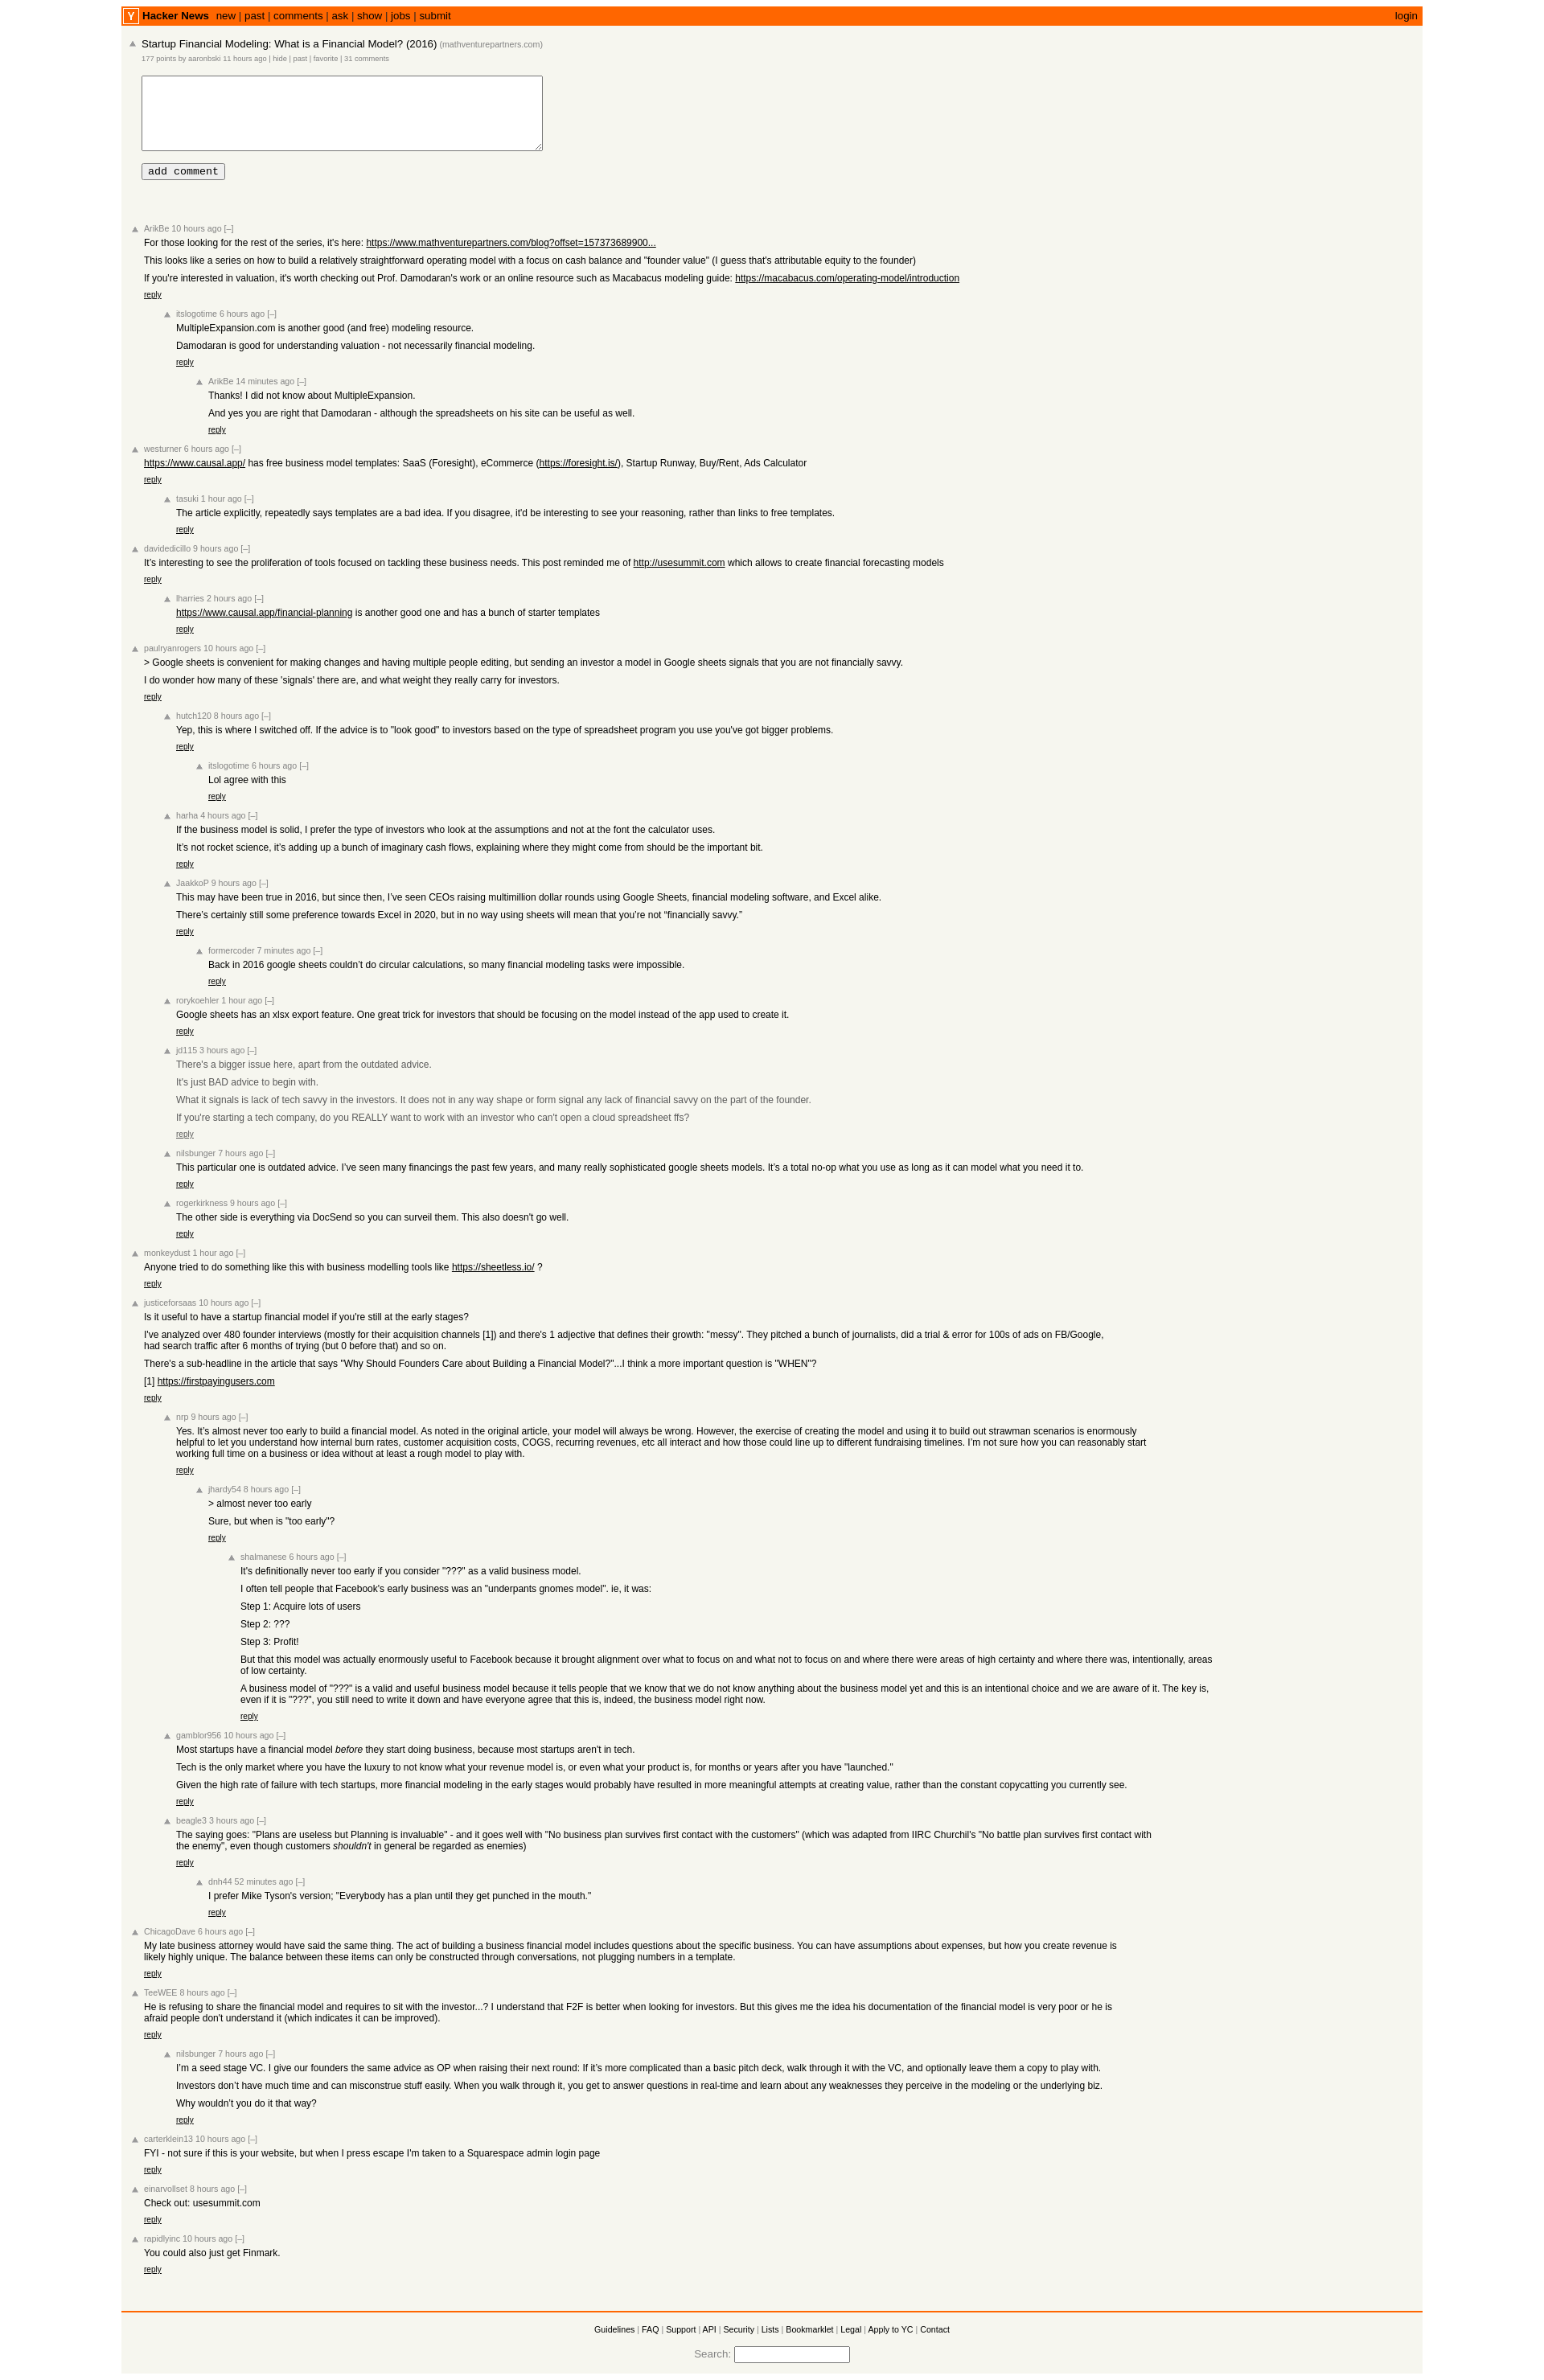 Y Hacker News new | past | comments | ask | show | jobs | submit login
Startup Financial Modeling: What is a Financial Model? (2016) (mathventurepartners.com)
177 points by aaronbski 11 hours ago | hide | past | favorite | 31 comments
add comment
ArikBe 10 hours ago [–]
For those looking for the rest of the series, it's here: https://www.mathventurepartners.com/blog?offset=157373689900...
This looks like a series on how to build a relatively straightforward operating model with a focus on cash balance and "founder value" (I guess that's attributable equity to the founder)
If you're interested in valuation, it's worth checking out Prof. Damodaran's work or an online resource such as Macabacus modeling guide: https://macabacus.com/operating-model/introduction
reply
itslogotime 6 hours ago [–]
MultipleExpansion.com is another good (and free) modeling resource.
Damodaran is good for understanding valuation - not necessarily financial modeling.
reply
ArikBe 14 minutes ago [–]
Thanks! I did not know about MultipleExpansion.
And yes you are right that Damodaran - although the spreadsheets on his site can be useful as well.
reply
westurner 6 hours ago [–]
https://www.causal.app/ has free business model templates: SaaS (Foresight), eCommerce (https://foresight.is/), Startup Runway, Buy/Rent, Ads Calculator
reply
tasuki 1 hour ago [–]
The article explicitly, repeatedly says templates are a bad idea. If you disagree, it'd be interesting to see your reasoning, rather than links to free templates.
reply
davidedicillo 9 hours ago [–]
It's interesting to see the proliferation of tools focused on tackling these business needs. This post reminded me of http://usesummit.com which allows to create financial forecasting models
reply
lharries 2 hours ago [–]
https://www.causal.app/financial-planning is another good one and has a bunch of starter templates
reply
paulryanrogers 10 hours ago [–]
> Google sheets is convenient for making changes and having multiple people editing, but sending an investor a model in Google sheets signals that you are not financially savvy.
I do wonder how many of these 'signals' there are, and what weight they really carry for investors.
reply
hutch120 8 hours ago [–]
Yep, this is where I switched off. If the advice is to "look good" to investors based on the type of spreadsheet program you use you've got bigger problems.
reply
itslogotime 6 hours ago [–]
Lol agree with this
reply
harha 4 hours ago [–]
If the business model is solid, I prefer the type of investors who look at the assumptions and not at the font the calculator uses.
It’s not rocket science, it’s adding up a bunch of imaginary cash flows, explaining where they might come from should be the important bit.
reply
JaakkoP 9 hours ago [–]
This may have been true in 2016, but since then, I’ve seen CEOs raising multimillion dollar rounds using Google Sheets, financial modeling software, and Excel alike.
There’s certainly still some preference towards Excel in 2020, but in no way using sheets will mean that you’re not “financially savvy.”
reply
formercoder 7 minutes ago [–]
Back in 2016 google sheets couldn’t do circular calculations, so many financial modeling tasks were impossible.
reply
rorykoehler 1 hour ago [–]
Google sheets has an xlsx export feature. One great trick for investors that should be focusing on the model instead of the app used to create it.
reply
jd115 3 hours ago [–]
There's a bigger issue here, apart from the outdated advice.
It's just BAD advice to begin with.
What it signals is lack of tech savvy in the investors. It does not in any way shape or form signal any lack of financial savvy on the part of the founder.
If you're starting a tech company, do you REALLY want to work with an investor who can't open a cloud spreadsheet ffs?
reply
nilsbunger 7 hours ago [–]
This particular one is outdated advice. I’ve seen many financings the past few years, and many really sophisticated google sheets models. It’s a total no-op what you use as long as it can model what you need it to.
reply
rogerkirkness 9 hours ago [–]
The other side is everything via DocSend so you can surveil them. This also doesn't go well.
reply
monkeydust 1 hour ago [–]
Anyone tried to do something like this with business modelling tools like https://sheetless.io/ ?
reply
justiceforsaas 10 hours ago [–]
Is it useful to have a startup financial model if you're still at the early stages?
I've analyzed over 480 founder interviews (mostly for their acquisition channels [1]) and there's 1 adjective that defines their growth: "messy". They pitched a bunch of journalists, did a trial & error for 100s of ads on FB/Google,
had search traffic after 6 months of trying (but 0 before that) and so on.
There's a sub-headline in the article that says "Why Should Founders Care about Building a Financial Model?"...I think a more important question is "WHEN"?
[1] https://firstpayingusers.com
reply
nrp 9 hours ago [–]
Yes. It’s almost never too early to build a financial model. As noted in the original article, your model will always be wrong. However, the exercise of creating the model and using it to build out strawman scenarios is enormously
helpful to let you understand how internal burn rates, customer acquisition costs, COGS, recurring revenues, etc all interact and how those could line up to different fundraising timelines. I’m not sure how you can reasonably start
working full time on a business or idea without at least a rough model to play with.
reply
jhardy54 8 hours ago [–]
> almost never too early
Sure, but when is "too early"?
reply
shalmanese 6 hours ago [–]
It's definitionally never too early if you consider "???" as a valid business model.
I often tell people that Facebook's early business was an "underpants gnomes model". ie, it was:
Step 1: Acquire lots of users
Step 2: ???
Step 3: Profit!
But that this model was actually enormously useful to Facebook because it brought alignment over what to focus on and what not to focus on and where there were areas of high certainty and where there was, intentionally, areas
of low certainty.
A business model of "???" is a valid and useful business model because it tells people that we know that we do not know anything about the business model yet and this is an intentional choice and we are aware of it. The key is,
even if it is "???", you still need to write it down and have everyone agree that this is, indeed, the business model right now.
reply
gamblor956 10 hours ago [–]
Most startups have a financial model before they start doing business, because most startups aren't in tech.
Tech is the only market where you have the luxury to not know what your revenue model is, or even what your product is, for months or years after you have "launched."
Given the high rate of failure with tech startups, more financial modeling in the early stages would probably have resulted in more meaningful attempts at creating value, rather than the constant copycatting you currently see.
reply
beagle3 3 hours ago [–]
The saying goes: "Plans are useless but Planning is invaluable" - and it goes well with "No business plan survives first contact with the customers" (which was adapted from IIRC Churchil's "No battle plan survives first contact with
the enemy", even though customers shouldn't in general be regarded as enemies)
reply
dnh44 52 minutes ago [–]
I prefer Mike Tyson's version; "Everybody has a plan until they get punched in the mouth."
reply
ChicagoDave 6 hours ago [–]
My late business attorney would have said the same thing. The act of building a business financial model includes questions about the specific business. You can have assumptions about expenses, but how you create revenue is
likely highly unique. The balance between these items can only be constructed through conversations, not plugging numbers in a template.
reply
TeeWEE 8 hours ago [–]
He is refusing to share the financial model and requires to sit with the investor...? I understand that F2F is better when looking for investors. But this gives me the idea his documentation of the financial model is very poor or he is
afraid people don't understand it (which indicates it can be improved).
reply
nilsbunger 7 hours ago [–]
I’m a seed stage VC. I give our founders the same advice as OP when raising their next round: If it’s more complicated than a basic pitch deck, walk through it with the VC, and optionally leave them a copy to play with.
Investors don’t have much time and can misconstrue stuff easily. When you walk through it, you get to answer questions in real-time and learn about any weaknesses they perceive in the modeling or the underlying biz.
Why wouldn’t you do it that way?
reply
carterklein13 10 hours ago [–]
FYI - not sure if this is your website, but when I press escape I'm taken to a Squarespace admin login page
reply
einarvollset 8 hours ago [–]
Check out: usesummit.com
reply
rapidlyinc 10 hours ago [–]
You could also just get Finmark.
reply
Guidelines | FAQ | Support | API | Security | Lists | Bookmarklet | Legal | Apply to YC | Contact
Search: